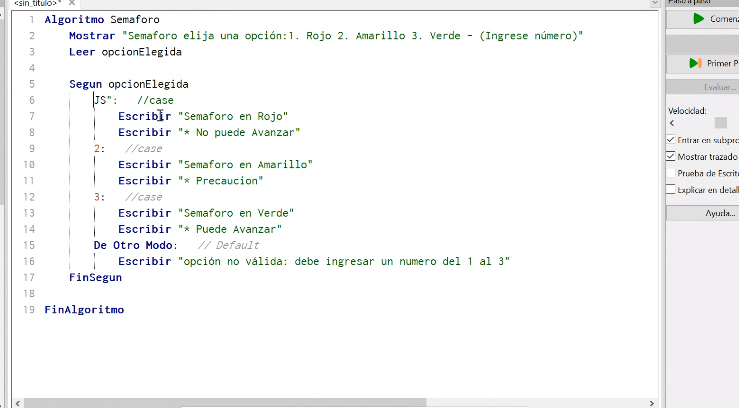 <sin_titulo>* ×
1 Algoritmo Semaforo
2 Mostrar "Semaforo elija una opción:1. Rojo 2. Amarillo 3. Verde - (Ingrese número)"
3 Leer opcionElegida
4
5 Segun opcionElegida
6 JS": //case
7 Escribir "Semaforo en Rojo"
8 Escribir "* No puede Avanzar"
9 2: //case
10 Escribir "Semaforo en Amarillo"
11 Escribir "* Precaucion"
12 3: //case
13 Escribir "Semaforo en Verde"
14 Escribir "* Puede Avanzar"
15 De Otro Modo: // Default
16 Escribir "opción no válida: debe ingresar un numero del 1 al 3"
17 FinSegun
18
19 FinAlgoritmo
Paso a paso
Comenz
Primer P
Evaluar...
Velocidad:
Entrar en subpro
Mostrar trazado
Prueba de Escrit
Explicar en detall
Ayuda...